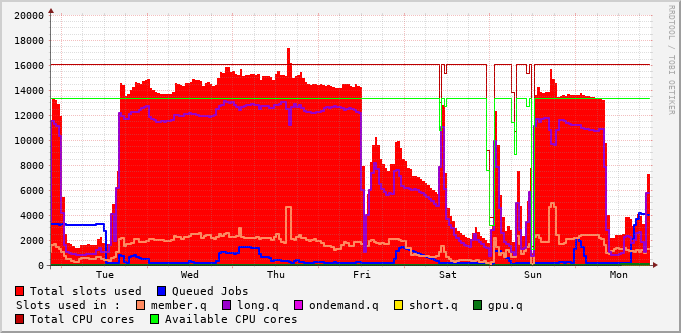 20000
18000
16000
14000
12000
10000
8000
6000
4000
2000
0
Tue Wed Thu Fri Sat Sun Mon
RRDTOOL / TOBI OETIKER
Total slots used Queued Jobs
Slots used in : member.q long.q ondemand.q short.q gpu.q
Total CPU cores Available CPU cores